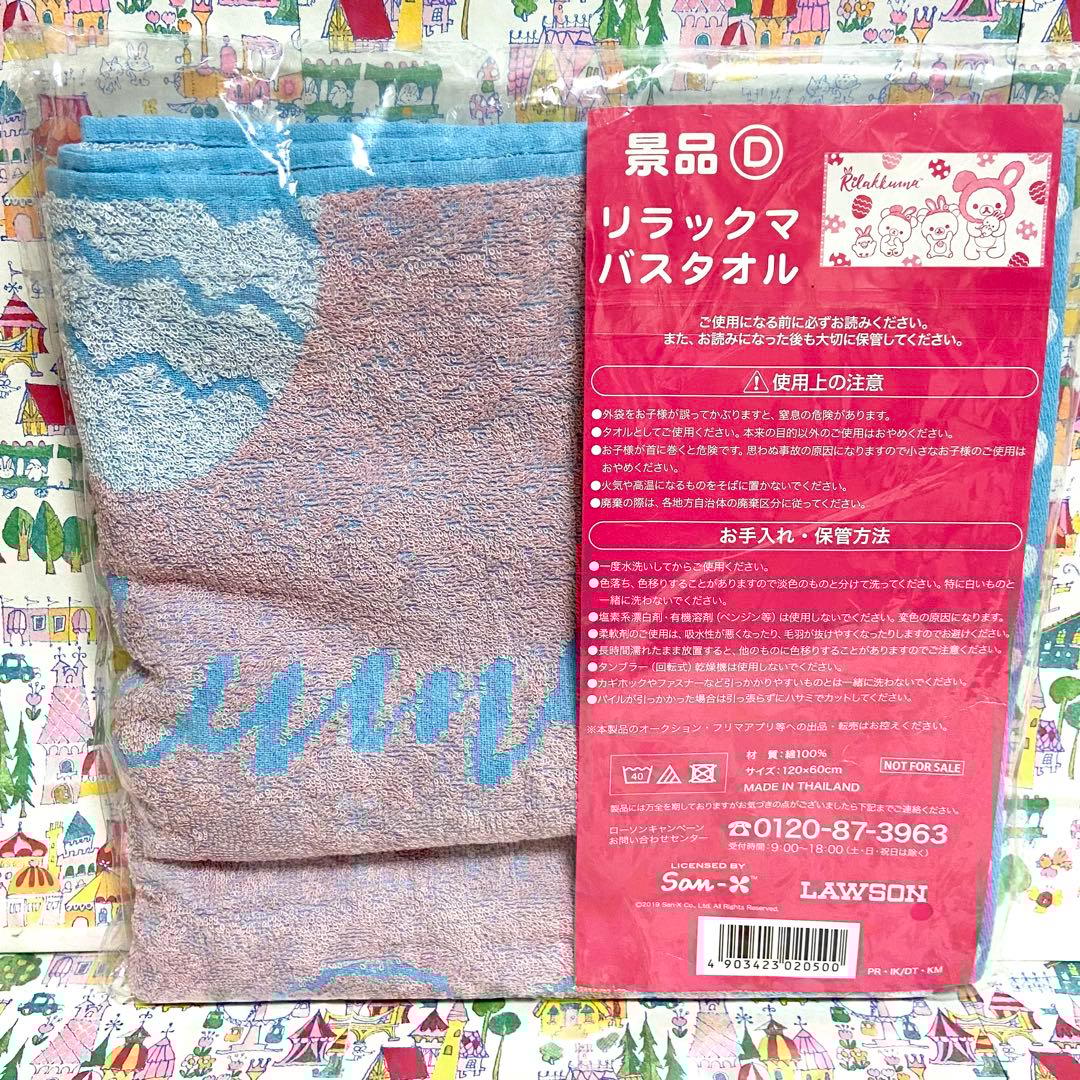 景品 D
Rilakkuma™
リラックマ
バスタオル
ご使用になる前に必ずお読みください。
また、お読みになった後も大切に保管してください。
使用上の注意
●外袋をお子様が誤ってかぶりますと、窒息の危険があります。
●タオルとしてご使用ください。本来の目的以外のご使用はおやめください。
●お子様が首に巻くと危険です。思わぬ事故の原因になりますので小さなお子様のご使用は
おやめください。
●火気や高温になるものをそばに置かないでください。
●廃棄の際は、各地方自治体の廃棄区分に従ってください。
お手入れ・保管方法
●一度水洗いしてからご使用ください。
●色落ち、色移りすることがありますので淡色のものと分けて洗ってください。特に白いものと
一緒に洗わないでください。
●塩素系漂白剤・有機溶剤（ベンジン等）は使用しないでください。変色の原因になります。
●柔軟剤のご使用は、吸水性が悪くなったり、毛羽が抜けやすくなったりしますのでお避けください。
●長時間濡れたまま放置すると、他のものに色移りすることがありますのでご注意ください。
●タンブラー（回転式）乾燥機は使用しないでください。
●カギホックやファスナーなど引っかかりやすいものとは一緒に洗わないでください。
●パイルが引っかかった場合は引っ張らずにハサミでカットしてください。
※本製品のオークション・フリマアプリ等への出品・転売はお控えください。
40
材 質：綿100%
サイズ：120×60cm
MADE IN THAILAND
NOT FOR SALE
製品には万全を期しておりますがお気づきの点がございましたら下記までご連絡ください。
ローソンキャンペーン
お問い合わせセンター
☎0120-87-3963
受付時間：9:00〜18:00（土・日・祝日は除く）
LICENSED BY
San-X™
LAWSON
©2019 San-X Co., Ltd. All Rights Reserved.
4 903423 020500
PR・IK/DT・KM